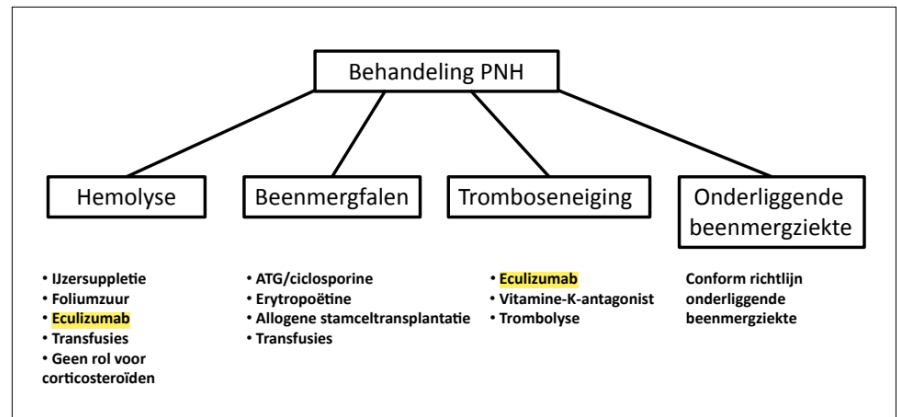 Behandeling PNH
Hemolyse
Beenmergfalen
Tromboseneiging
Onderliggende
beenmergziekte
• IJzersuppletie
• Foliumzuur
• Eculizumab
• Transfusies
• Geen rol voor
corticosteroïden
• ATG/ciclosporine
• Erytropoëtine
• Allogene stamceltransplantatie
• Transfusies
• Eculizumab
• Vitamine-K-antagonist
• Trombolyse
Conform richtlijn
onderliggende
beenmergziekte